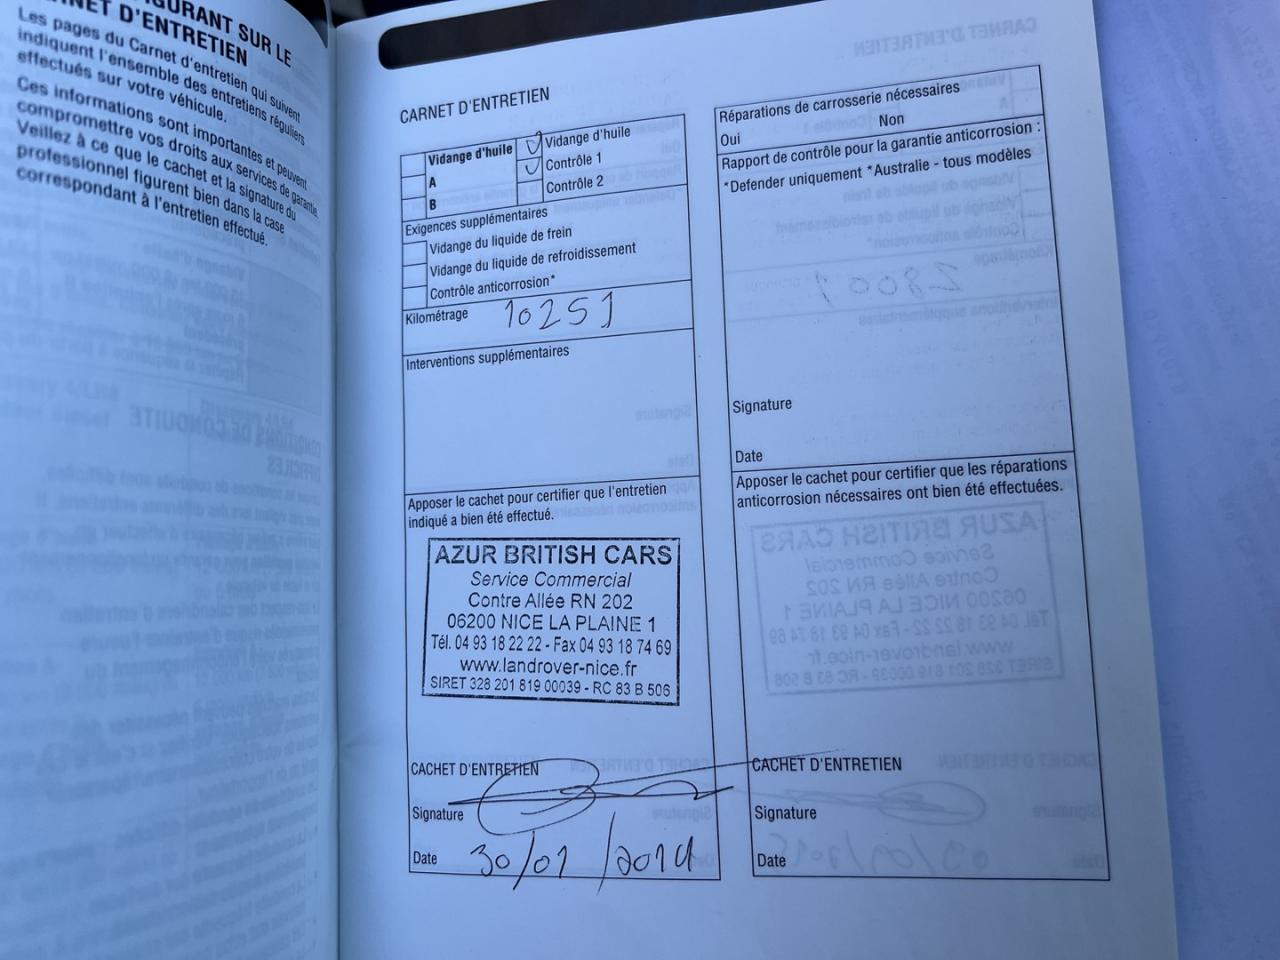 FIGURANT SUR LE
CARNET D'ENTRETIEN
Les pages du Carnet d'entretien qui suivent
indiquent l'ensemble des entretiens réguliers
effectués sur votre véhicule.
Ces informations sont importantes et peuvent
compromettre vos droits aux services de garantie.
Veillez à ce que le cachet et la signature du
professionnel figurent bien dans la case
correspondant à l'entretien effectué.
CARNET D'ENTRETIEN
Vidange d'huile
A
B
Vidange d'huile
Contrôle 1
Contrôle 2
Exigences supplémentaires
Vidange du liquide de frein
Vidange du liquide de refroidissement
Contrôle anticorrosion*
Kilométrage 10251
Interventions supplémentaires
Apposer le cachet pour certifier que l'entretien
indiqué a bien été effectué.
AZUR BRITISH CARS
Service Commercial
Contre Allée RN 202
06200 NICE LA PLAINE 1
Tél. 04 93 18 22 22 - Fax 04 93 18 74 69
www.landrover-nice.fr
SIRET 328 201 819 00039 - RC 83 B 506
CACHET D'ENTRETIEN
Signature
Date 30/01/2014
Réparations de carrosserie nécessaires
Oui Non
Rapport de contrôle pour la garantie anticorrosion :
*Defender uniquement *Australie - tous modèles
Signature
Date
Apposer le cachet pour certifier que les réparations
anticorrosion nécessaires ont bien été effectuées.
CACHET D'ENTRETIEN
Signature
Date